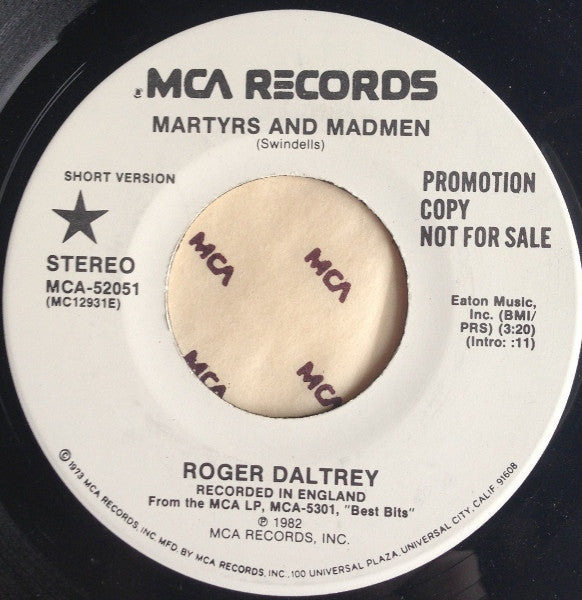 MCA RECORDS
MARTYRS AND MADMEN
(Swindells)
SHORT VERSION
STEREO
MCA-52051
(MC12931E)
PROMOTION
COPY
NOT FOR SALE
Eaton Music,
Inc. (BMI/
PRS) (3:20)
(Intro: :11)
MCA
MCA
MCA
MCA
ROGER DALTREY
RECORDED IN ENGLAND
From the MCA LP, MCA-5301, "Best Bits"
℗ 1982
MCA RECORDS, INC.
© 1973 MCA RECORDS, INC. MFD. BY MCA RECORDS, INC., 100 UNIVERSAL PLAZA, UNIVERSAL CITY, CALIF. 91608